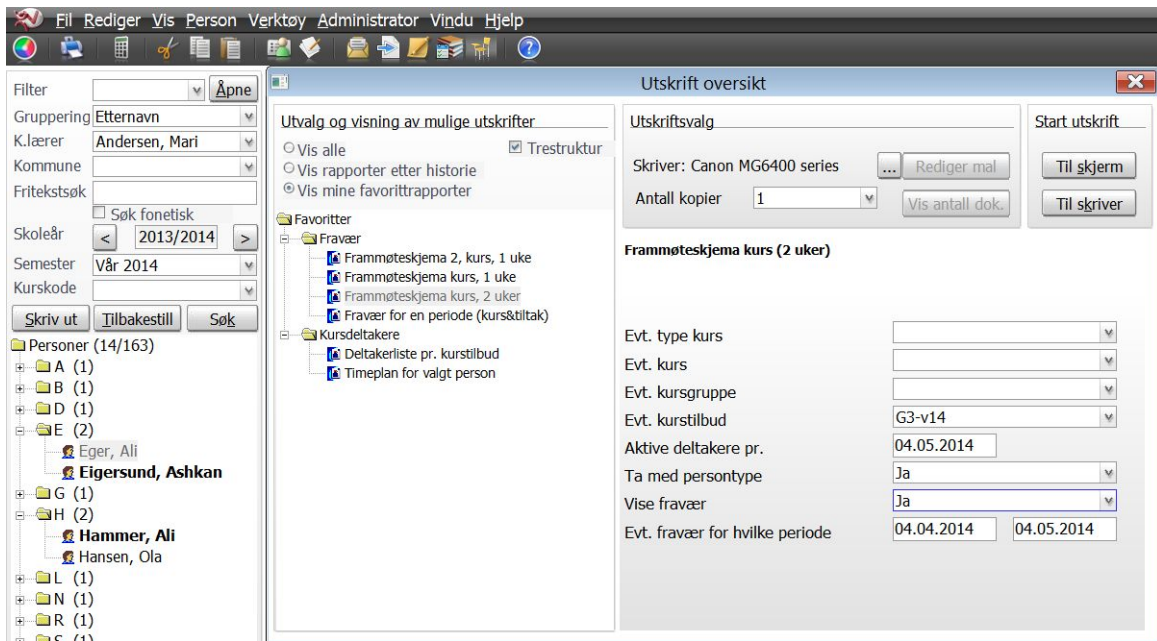 Fil Rediger Vis Person Verktøy Administrator Vindu Hjelp
Filter
Åpne
Gruppering Etternavn
K.lærer Andersen, Mari
Kommune
Fritekstsøk
Søk fonetisk
Skoleår < 2013/2014 >
Semester Vår 2014
Kurskode
Skriv ut Tilbakestill Søk
Personer (14/163)
A (1)
B (1)
D (1)
E (2)
Eger, Ali
Eigersund, Ashkan
G (1)
H (2)
Hammer, Ali
Hansen, Ola
L (1)
N (1)
R (1)
S (1)
Utskrift oversikt
Utvalg og visning av mulige utskrifter
Vis alle
Trestruktur
Vis rapporter etter historie
Vis mine favorittrapporter
Favoritter
Fravær
Frammøteskjema 2, kurs, 1 uke
Frammøteskjema kurs, 1 uke
Frammøteskjema kurs, 2 uker
Fravær for en periode (kurs&tiltak)
Kursdeltakere
Deltakerliste pr. kurstilbud
Timeplan for valgt person
Utskriftsvalg
Skriver: Canon MG6400 series ... Rediger mal
Antall kopier 1 Vis antall dok.
Start utskrift
Til skjerm
Til skriver
Frammøteskjema kurs (2 uker)
Evt. type kurs
Evt. kurs
Evt. kursgruppe
Evt. kurstilbud G3-v14
Aktive deltakere pr. 04.05.2014
Ta med persontype Ja
Vise fravær Ja
Evt. fravær for hvilke periode 04.04.2014 04.05.2014